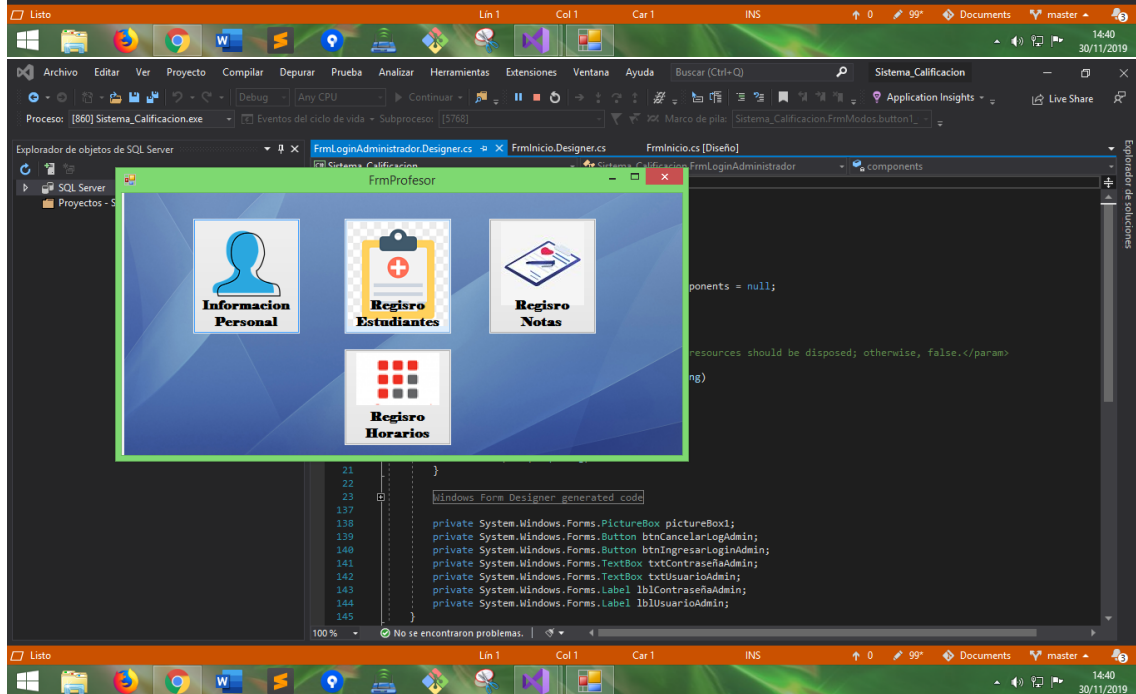 Listo Lín 1 Col 1 Car 1 INS 0 99* Documents master 3
14:40
30/11/2019
Archivo Editar Ver Proyecto Compilar Depurar Prueba Analizar Herramientas Extensiones Ventana Ayuda Buscar (Ctrl+Q) Sistema_Calificacion
Debug Any CPU Continuar Application Insights Live Share
Proceso: [860] Sistema_Calificacion.exe Eventos del ciclo de vida Subproceso: [5768] Marco de pila: Sistema_Calificacion.FrmModos.button1_
Explorador de objetos de SQL Server FrmLoginAdministrador.Designer.cs FrmInicio.Designer.cs FrmInicio.cs [Diseño]
Explorador de soluciones
Sistema_Calificacion Sistema_Calificacion.FrmLoginAdministrador components
SQL Server
Proyectos - S
FrmProfesor
Informacion
Personal
Regisro
Estudiantes
Regisro
Notas
Regisro
Horarios
ponents = null;
resources should be disposed; otherwise, false.</param>
ng)
21 }
22
23 Windows Form Designer generated code
137
138 private System.Windows.Forms.PictureBox pictureBox1;
139 private System.Windows.Forms.Button btnCancelarLogAdmin;
140 private System.Windows.Forms.Button btnIngresarLoginAdmin;
141 private System.Windows.Forms.TextBox txtContraseñaAdmin;
142 private System.Windows.Forms.TextBox txtUsuarioAdmin;
143 private System.Windows.Forms.Label lblContraseñaAdmin;
144 private System.Windows.Forms.Label lblUsuarioAdmin;
145 }
100 % No se encontraron problemas.
Listo Lín 1 Col 1 Car 1 INS 0 99* Documents master 3
14:40
30/11/2019